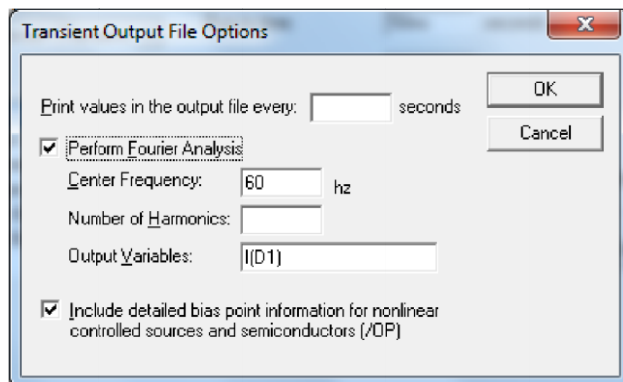 Transient Output File Options
OK
Print values in the output file every: seconds
Cancel
Perform Fourier Analysis
Center Frequency: 60 hz
Number of Harmonics:
Output Variables: I(D1)
Include detailed bias point information for nonlinear
controlled sources and semiconductors (/OP)